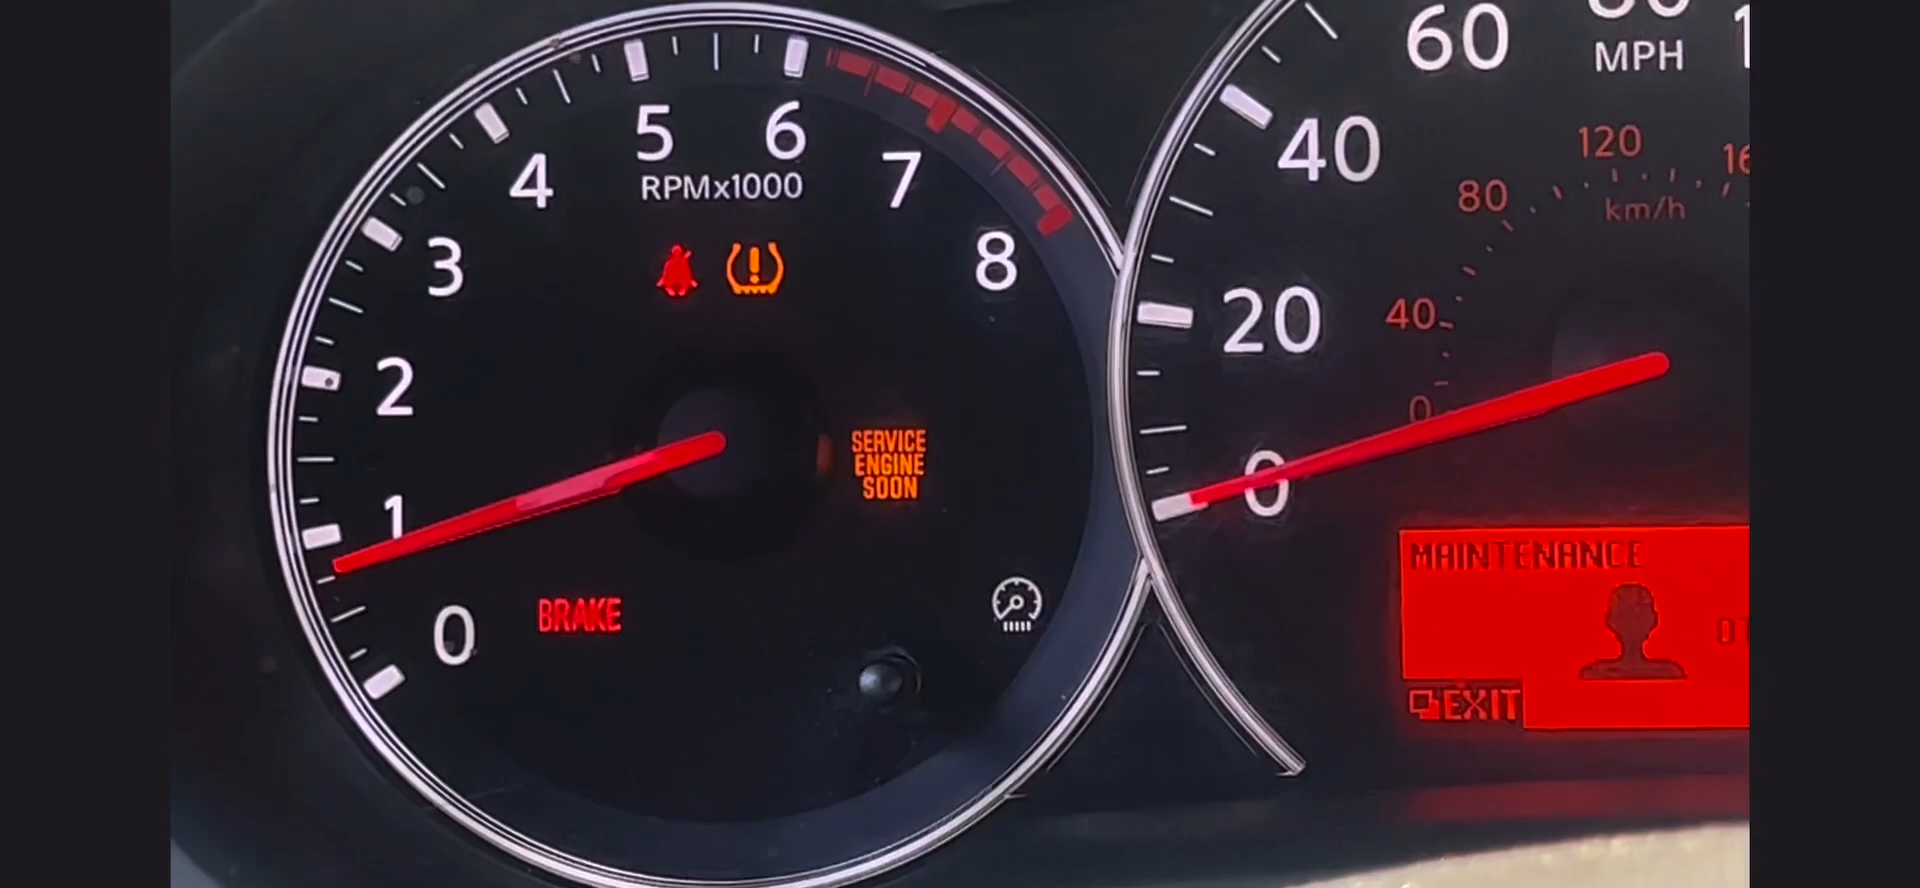 5 6
4 7
RPMx1000
3 8
2
1
0
SERVICE
ENGINE
SOON
BRAKE
60
MPH
40
20
0
120
80
km/h
40
0
MAINTENANCE
EXIT